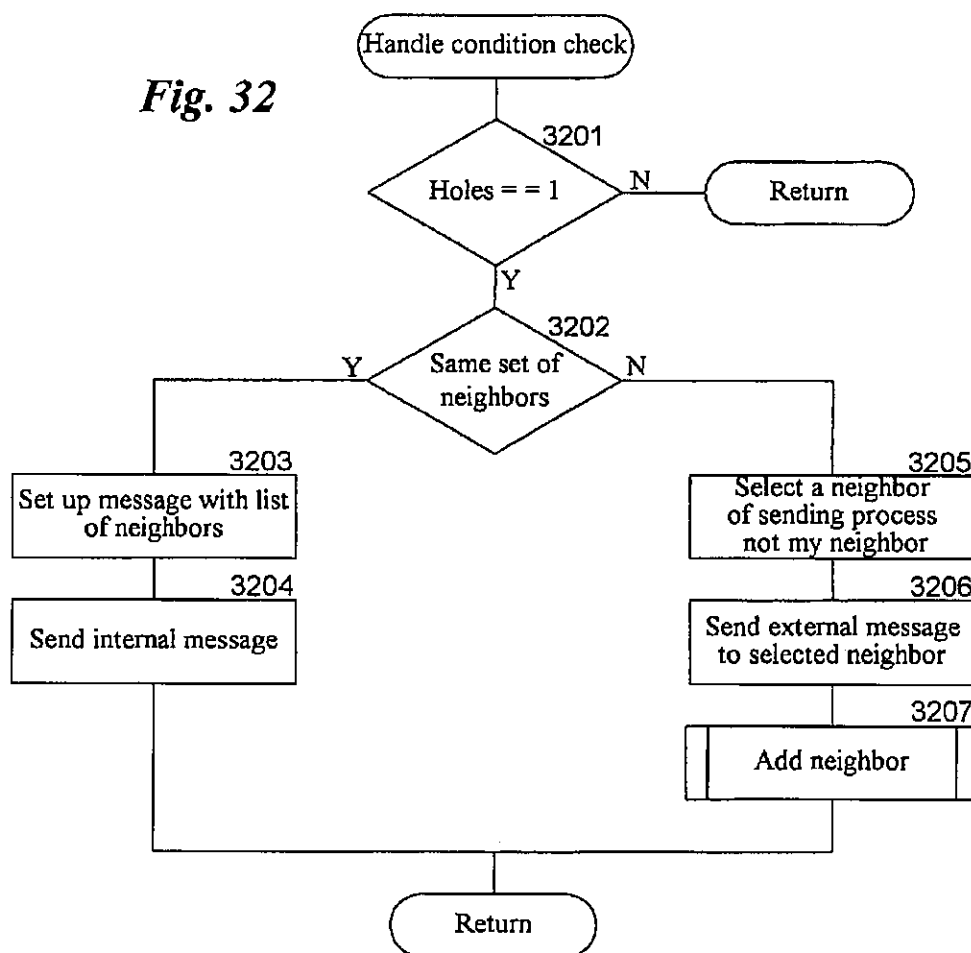 Handle condition check
Fig. 32
3201
Holes = = 1
N
Return
Y
3202
Same set of
neighbors
Y
N
3203
Set up message with list
of neighbors
3204
Send internal message
3205
Select a neighbor
of sending process
not my neighbor
3206
Send external message
to selected neighbor
3207
Add neighbor
Return